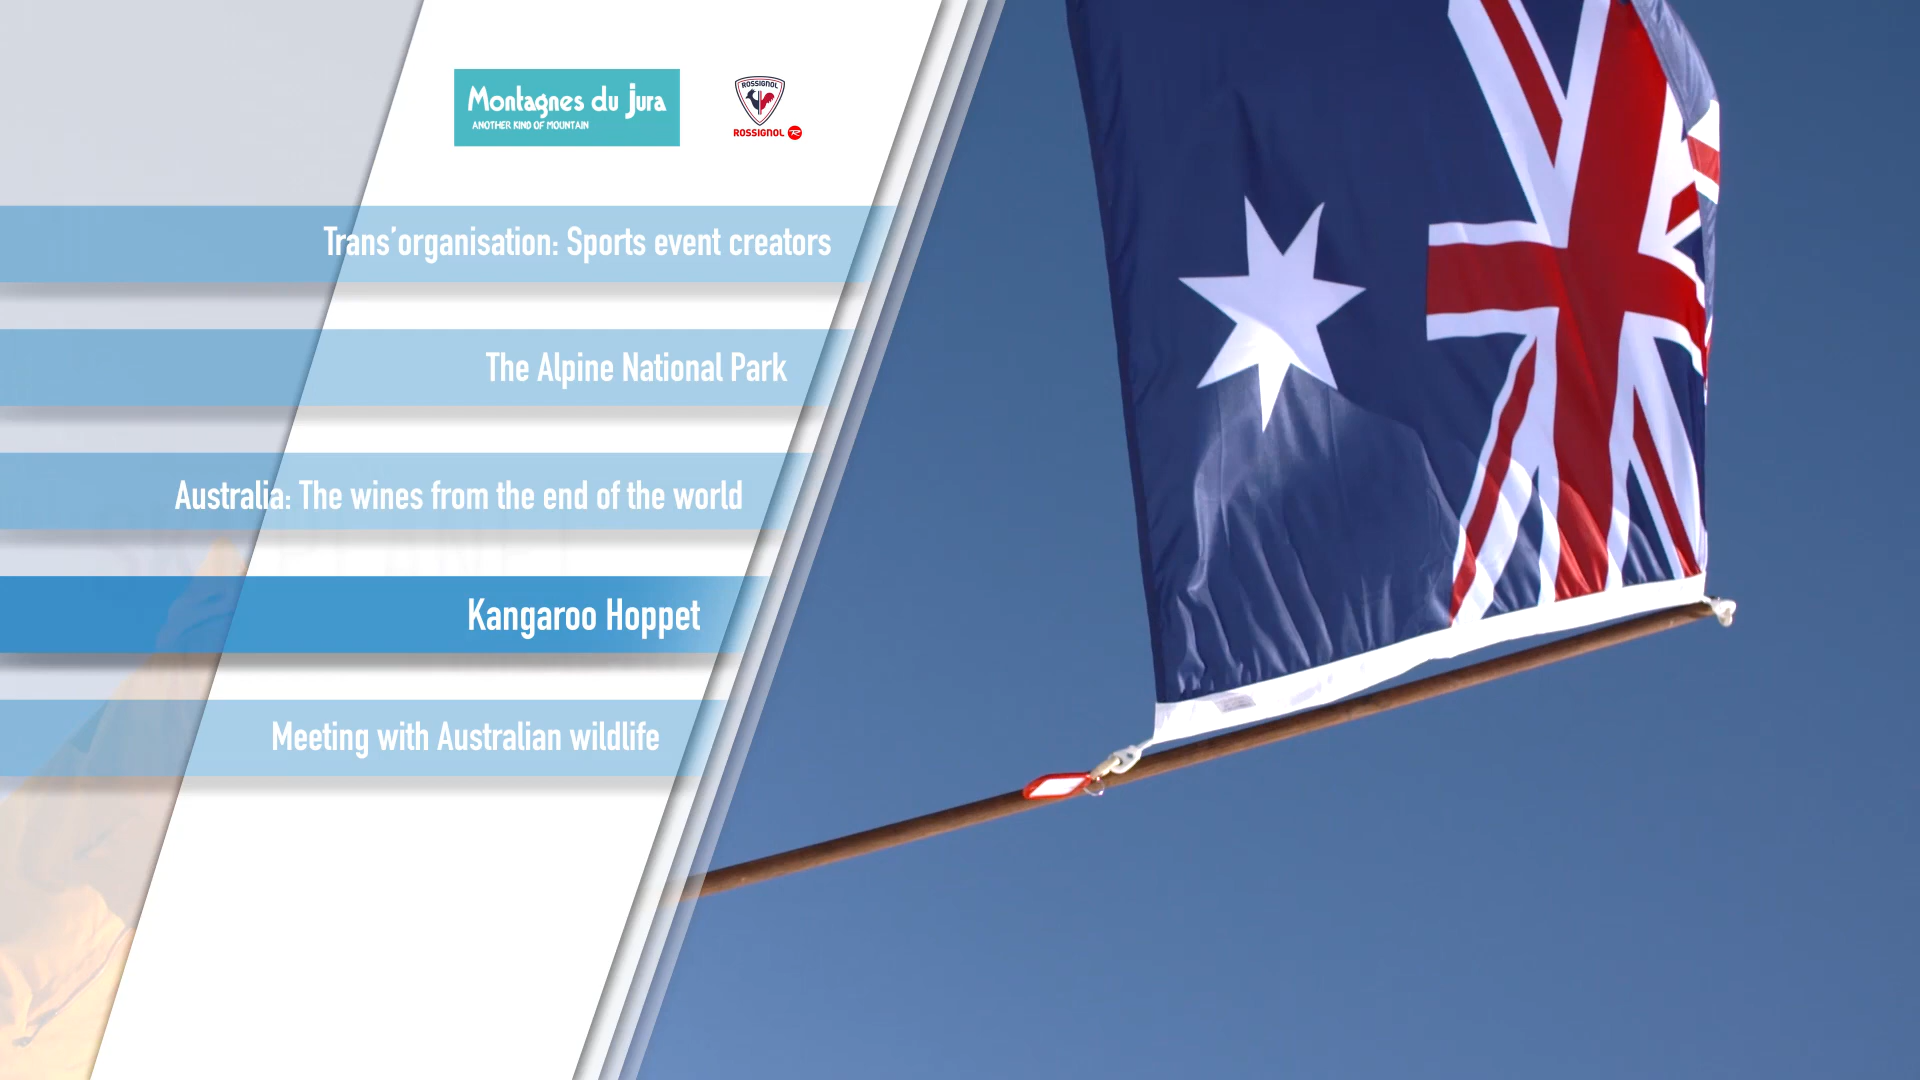 Montagnes du Jura
ANOTHER KIND OF MOUNTAIN
ROSSIGNOL
ROSSIGNOL
Trans'organisation: Sports event creators
The Alpine National Park
Australia: The wines from the end of the world
Kangaroo Hoppet
Meeting with Australian wildlife